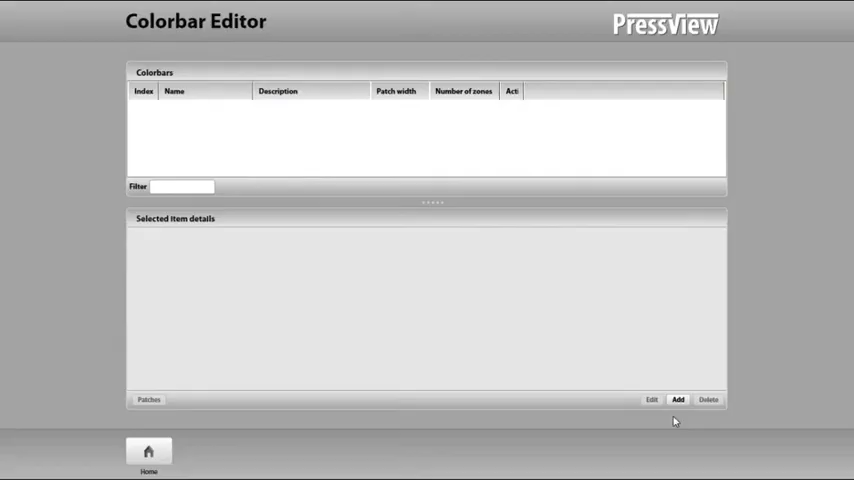 Colorbar Editor
PressView
Colorbars
Index Name Description Patch width Number of zones Acti
Filter
Selected item details
Patches Edit Add Delete
Home